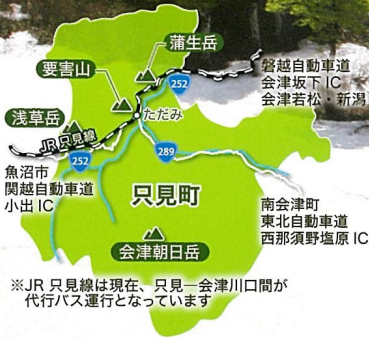 蒲生岳
要害山
252
磐越自動車道
会津坂下IC
会津若松・新潟
浅草岳
ただみ
JR只見線
252
289
魚沼市
関越自動車道
小出IC
只見町
南会津町
東北自動車道
西那須野塩原IC
会津朝日岳
※JR只見線は現在、只見―会津川口間が
代行バス運行となっています